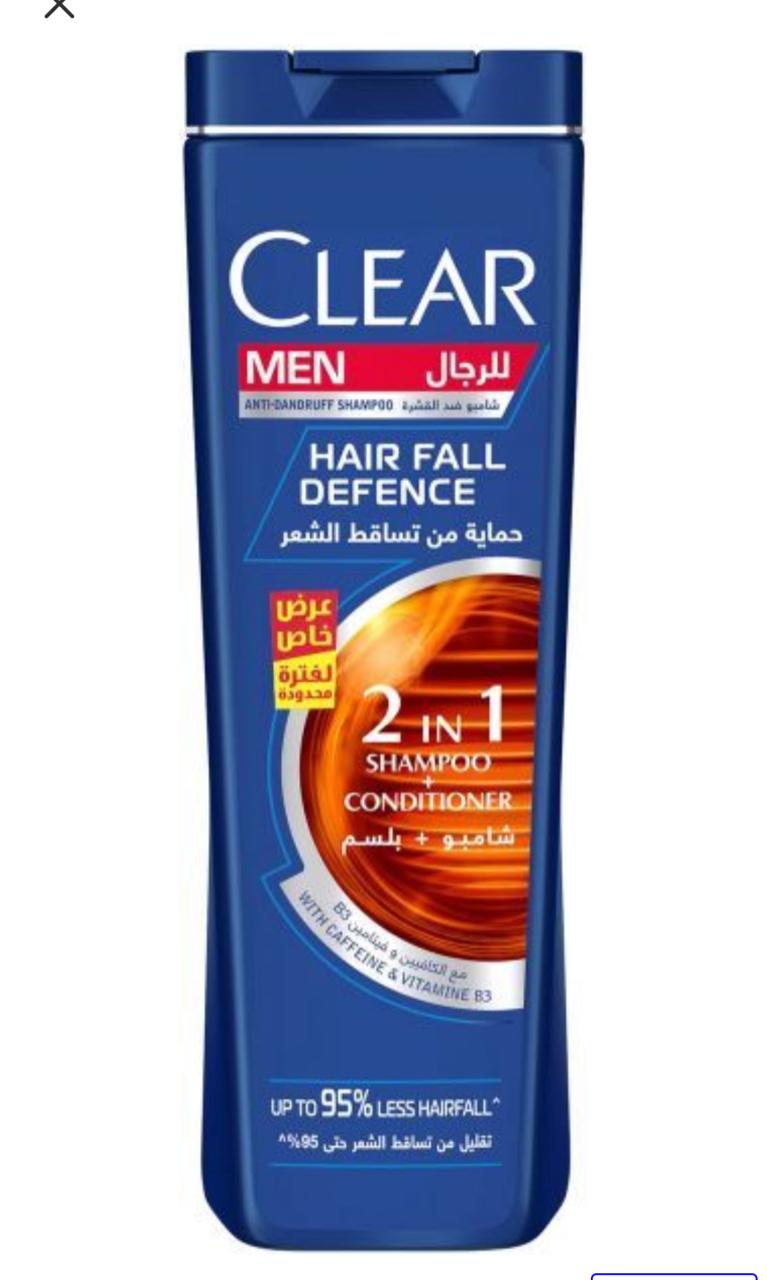 CLEAR
MEN للرجال
ANTI-DANDRUFF SHAMPOO شامبو ضد القشرة
HAIR FALL
DEFENCE
حماية من تساقط الشعر
عرض
خاص
لفترة
محدودة
2 IN 1
SHAMPOO
+
CONDITIONER
شامبو + بلسم
مع الكافيين و فيتامين B3
WITH CAFFEINE & VITAMINE B3
UP TO 95% LESS HAIRFALL^
تقليل من تساقط الشعر حتى 95%^